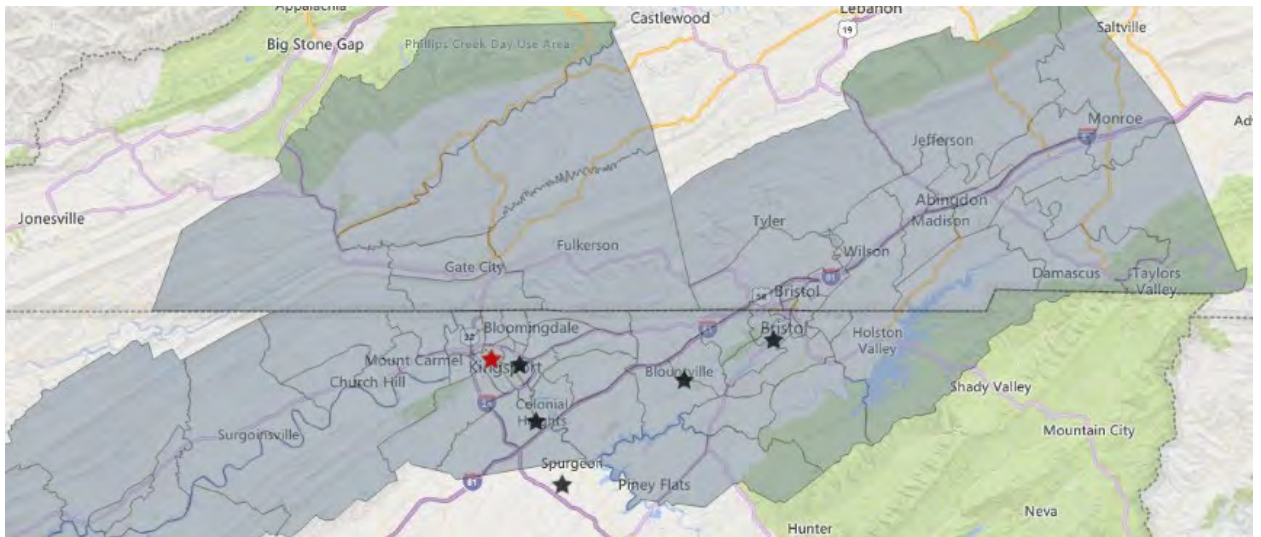 Appalachia
Big Stone Gap
Phillips Creek Day Use Area
Castlewood
Lebanon
19
Saltville
Monroe
Jefferson
Jonesville
Abingdon
Madison
Tyler
Fulkerson
Wilson
Gate City
81
Damascus
Taylors
Valley
58
Bristol
Bloomingdale
Bristol
Holston
Valley
Mount Carmel
Kingsport
Church Hill
Blountville
Shady Valley
Colonial
Heights
Surgoinsville
Mountain City
Spurgeon
81
Piney Flats
Neva
Hunter